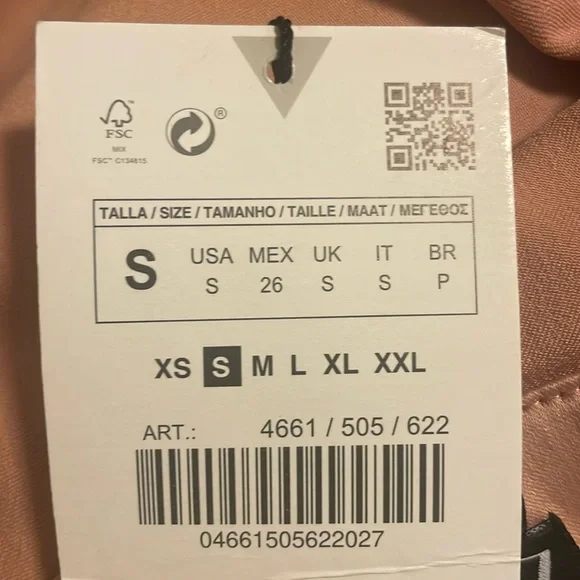 FSC
MIX
FSC™ C134615
®
TALLA / SIZE / TAMANHO / TAILLE / MAAT / ΜΕΓΕΘΟΣ
S
USA MEX UK IT BR
S 26 S S P
XS S M L XL XXL
ART.: 4661 / 505 / 622
04661505622027